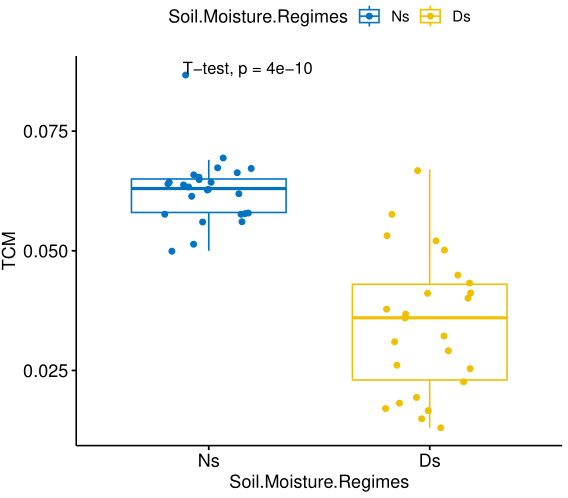 Soil.Moisture.Regimes Ns Ds
T−test, p = 4e−10
TCM
0.075
0.050
0.025
Ns Ds
Soil.Moisture.Regimes